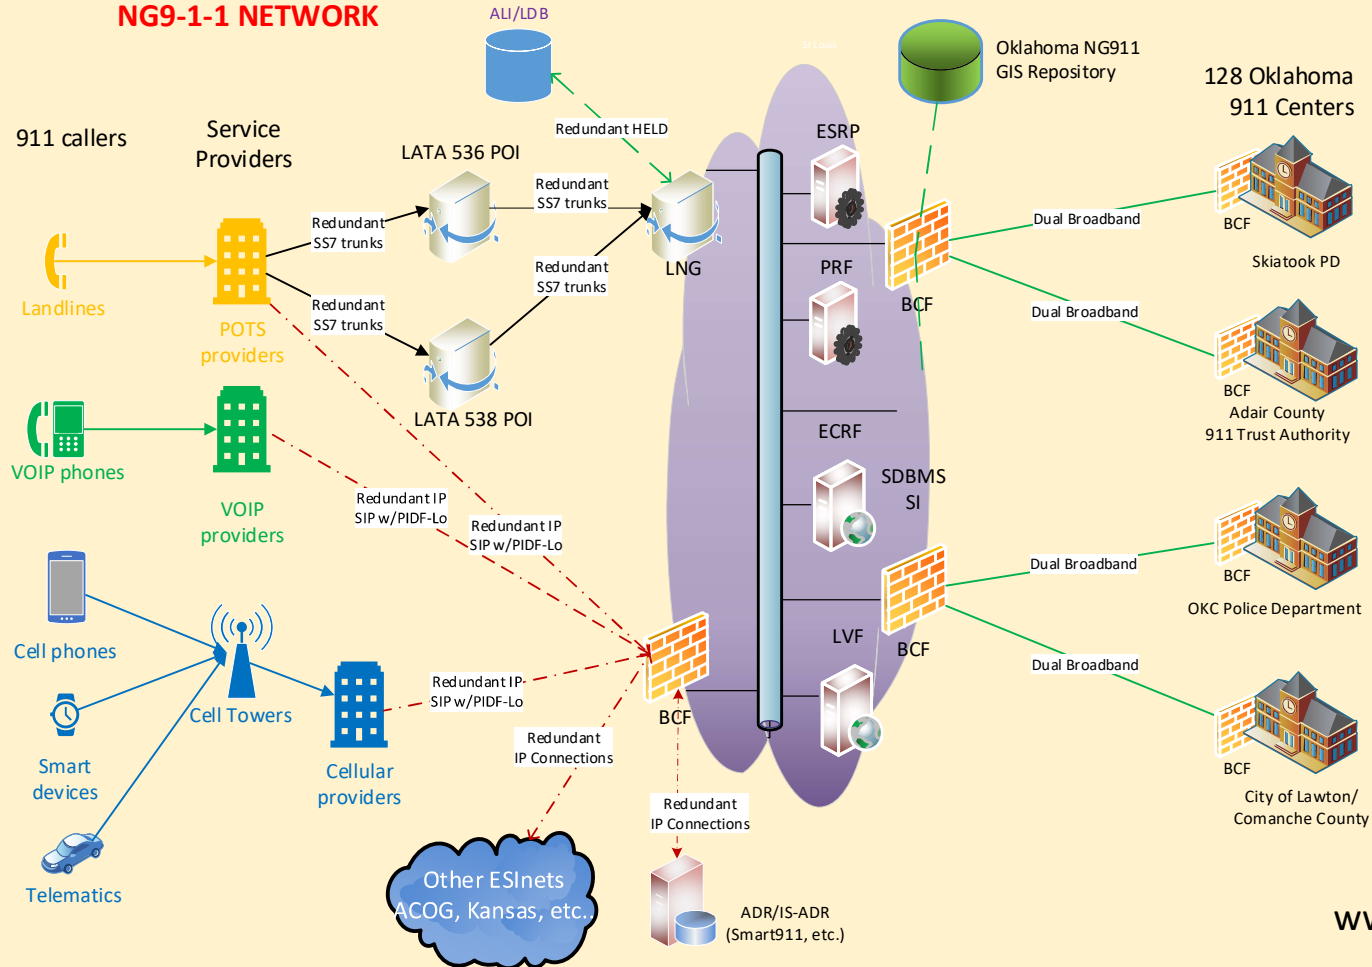 NG9-1-1 NETWORK
ALI/LDB
Oklahoma NG911
GIS Repository
128 Oklahoma
911 Centers
911 callers
Service
Providers
Redundant HELD
ESRP
LATA 536 POI
Redundant
SS7 trunks
Redundant
SS7 trunks
Dual Broadband
BCF
Skiatook PD
LNG
PRF
Redundant
SS7 trunks
Landlines
Redundant
SS7 trunks
BCF
Dual Broadband
POTS
providers
BCF
Adair County
911 Trust Authority
LATA 538 POI
ECRF
VOIP phones
SDBMS
SI
Redundant IP
SIP w/PIDF-Lo
VOIP
providers
Redundant IP
SIP w/PIDF-Lo
Dual Broadband
BCF
OKC Police Department
LVF
BCF
Cell phones
Dual Broadband
Redundant IP
SIP w/PIDF-Lo
Cell Towers
BCF
Redundant
IP Connections
Smart
devices
Cellular
providers
BCF
City of Lawton/
Comanche County
Redundant
IP Connections
Telematics
Other ESInets
ACOG, Kansas, etc..
ADR/IS-ADR
(Smart911, etc.)